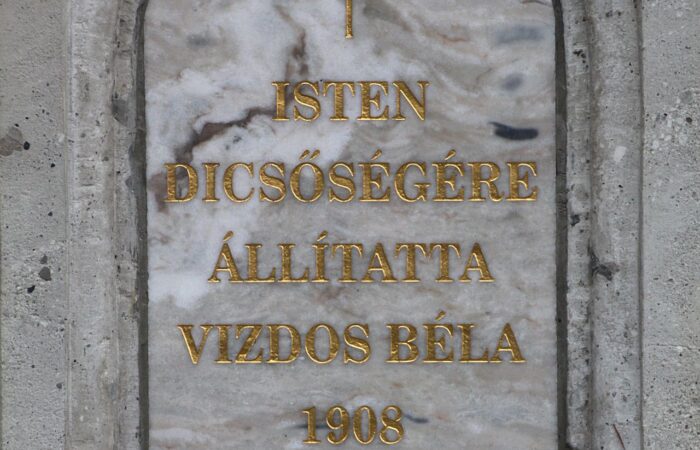 ISTEN
DICSŐSÉGÉRE
ÁLLÍTATTA
VIZDOS BÉLA
1908